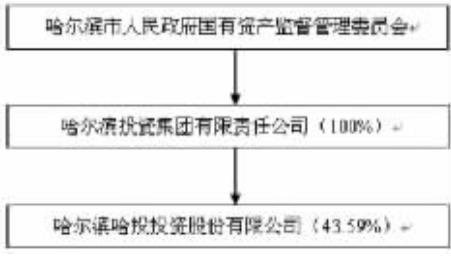 哈尔滨市人民政府国有资产监督管理委员会
哈尔滨投资集团有限责任公司（100%）
哈尔滨哈投投资股份有限公司（43.59%）